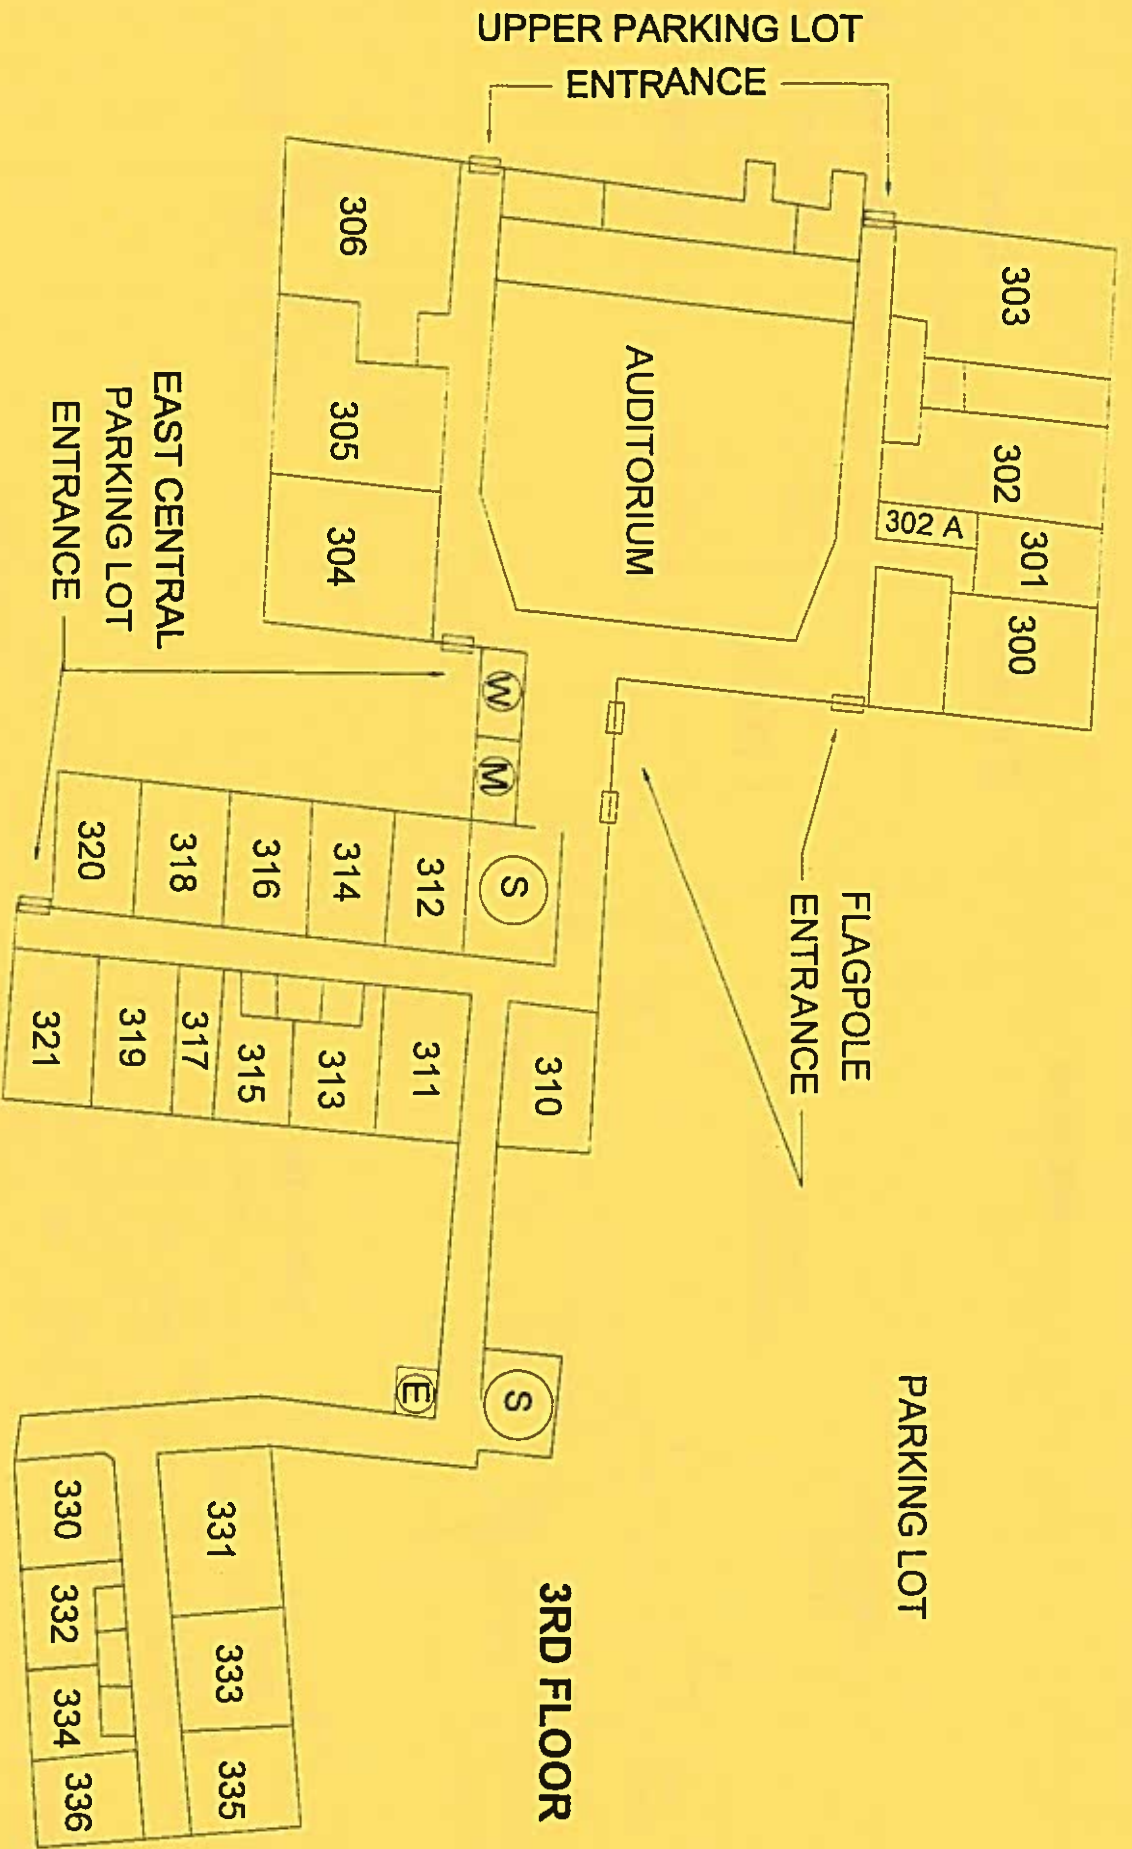 UPPER PARKING LOT
ENTRANCE
306
305
304
AUDITORIUM
303
302
302 A
301
300
EAST CENTRAL
PARKING LOT
ENTRANCE
W
M
S
FLAGPOLE
ENTRANCE
PARKING LOT
320
318
316
314
312
321
319
317
315
313
311
310
E
S
3RD FLOOR
331
333
335
330
332
334
336